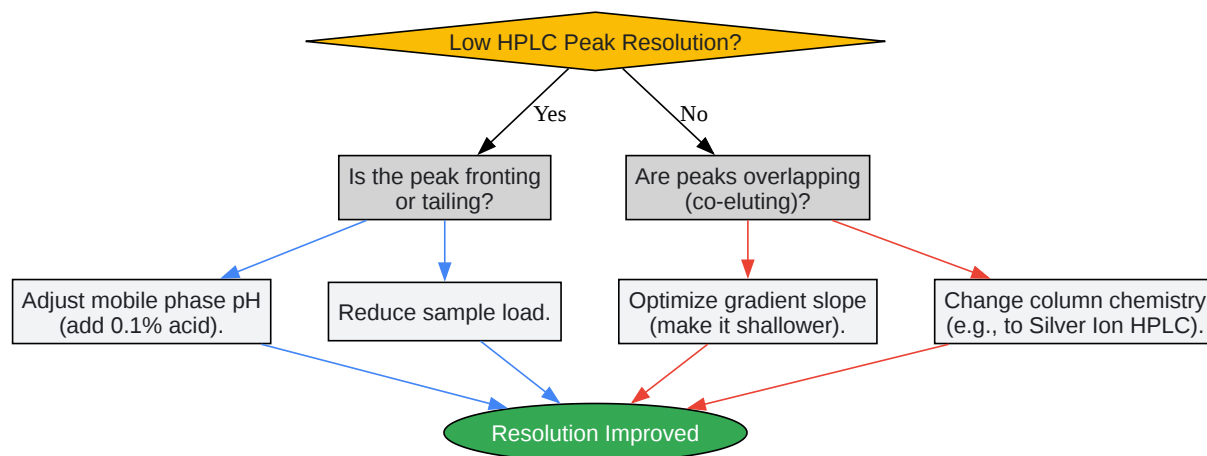 Low HPLC Peak Resolution?
Yes
No
Is the peak fronting
or tailing?
Are peaks overlapping
(co-eluting)?
Adjust mobile phase pH
(add 0.1% acid).
Reduce sample load.
Optimize gradient slope
(make it shallower).
Change column chemistry
(e.g., to Silver Ion HPLC).
Resolution Improved